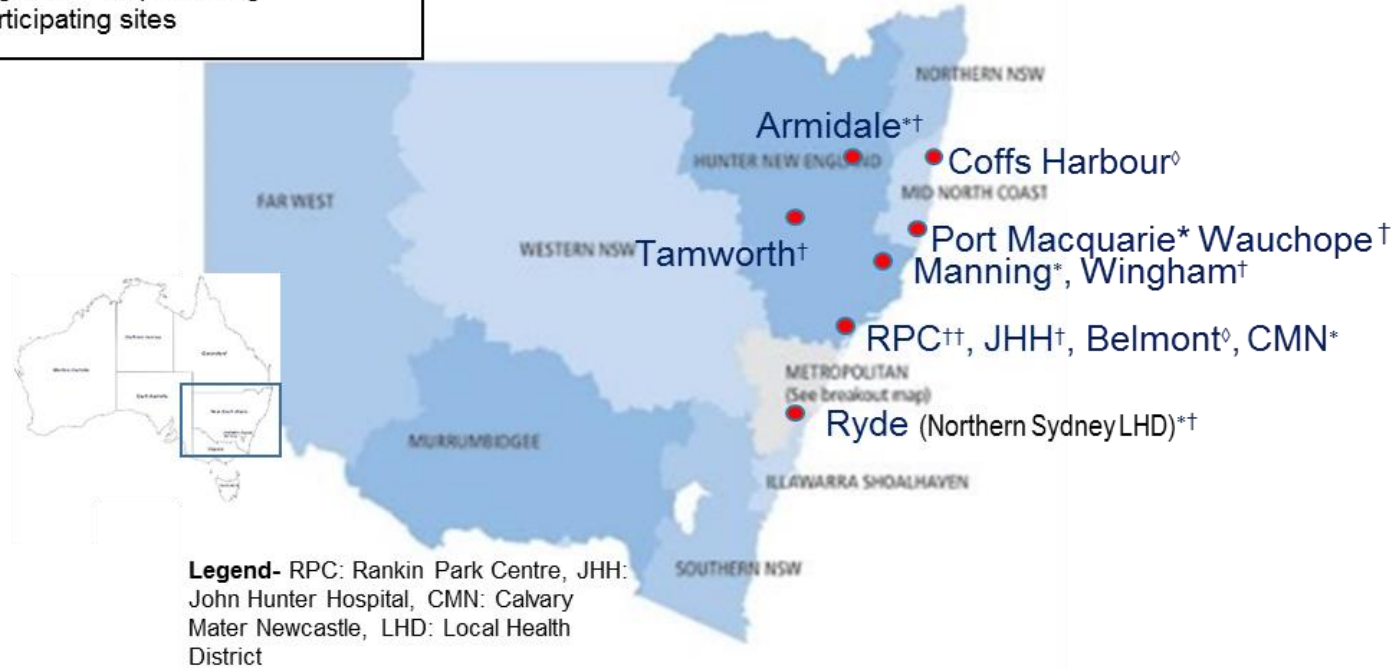 rticipating sites
NORTHERN NSW
Armidale*†
HUNTER NEW ENGLAND
Coffs Harbour◊
FAR WEST
MID NORTH COAST
WESTERN NSW
Tamworth†
Port Macquarie* Wauchope †
Manning*, Wingham†
RPC††, JHH†, Belmont◊, CMN*
METROPOLITAN
(See breakout map)
Ryde (Northern Sydney LHD)*†
MURRUMBIDGEE
ILLAWARRA SHOALHAVEN
SOUTHERN NSW
Legend- RPC: Rankin Park Centre, JHH:
John Hunter Hospital, CMN: Calvary
Mater Newcastle, LHD: Local Health
District